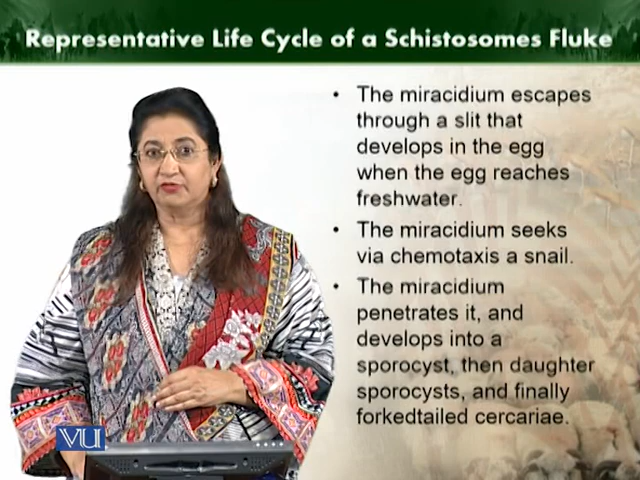 Representative Life Cycle of a Schistosomes Fluke
• The miracidium escapes
through a slit that
develops in the egg
when the egg reaches
freshwater.
• The miracidium seeks
via chemotaxis a snail.
• The miracidium
penetrates it, and
develops into a
sporocyst, then daughter
sporocysts, and finally
forkedtailed cercariae.
VU